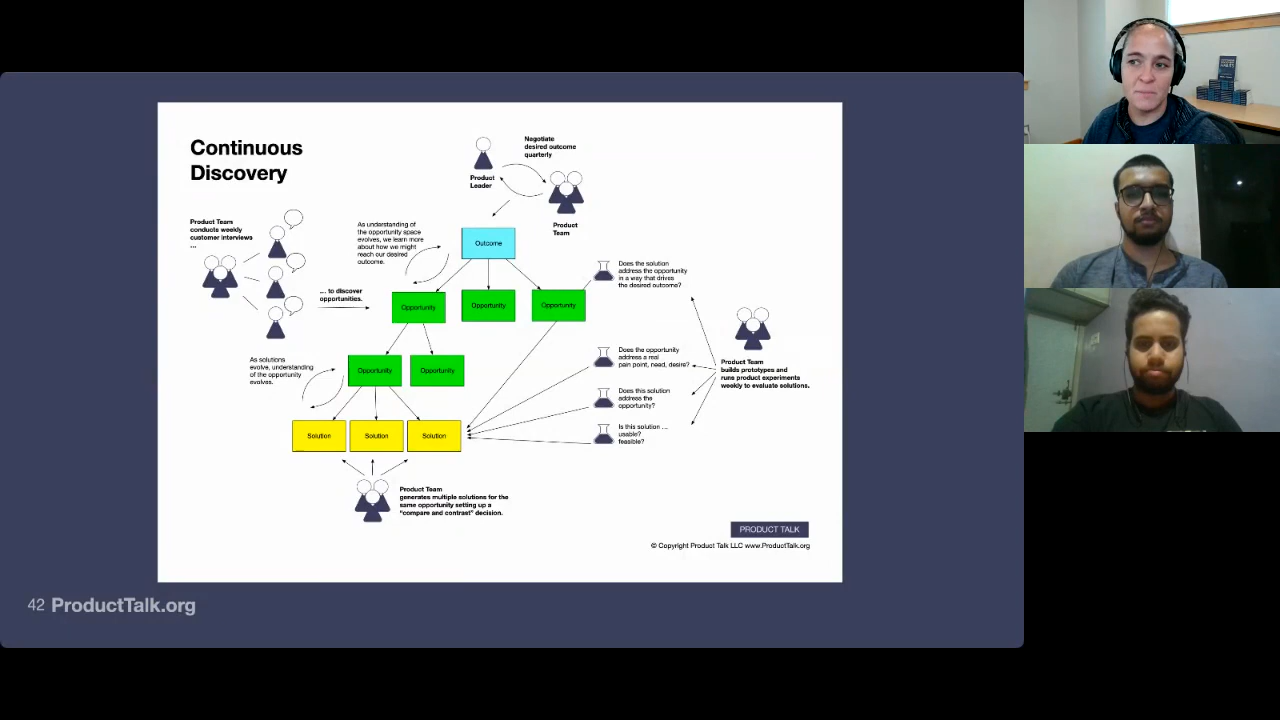 Continuous
Discovery
Negotiate
desired outcome
quarterly
Product
Leader
Product
Team
Product Team
conducts weekly
customer interviews
...
... to discover
opportunities.
As understanding of
the opportunity space
evolves, we learn more
about how we might
reach our desired
outcome.
Outcome
Opportunity
Opportunity
Opportunity
Opportunity
Opportunity
As solutions
evolve, understanding
of the opportunity
evolves.
Solution
Solution
Solution
Product Team
generates multiple solutions for the
same opportunity setting up a
"compare and contrast" decision.
Does the solution
address the opportunity
in a way that drives
the desired outcome?
Does the opportunity
address a real
pain point, need, desire?
Does this solution
address the
opportunity?
Is this solution ...
usable?
feasible?
Product Team
builds prototypes and
runs product experiments
weekly to evaluate solutions.
PRODUCT TALK
© Copyright Product Talk LLC www.ProductTalk.org
42 ProductTalk.org